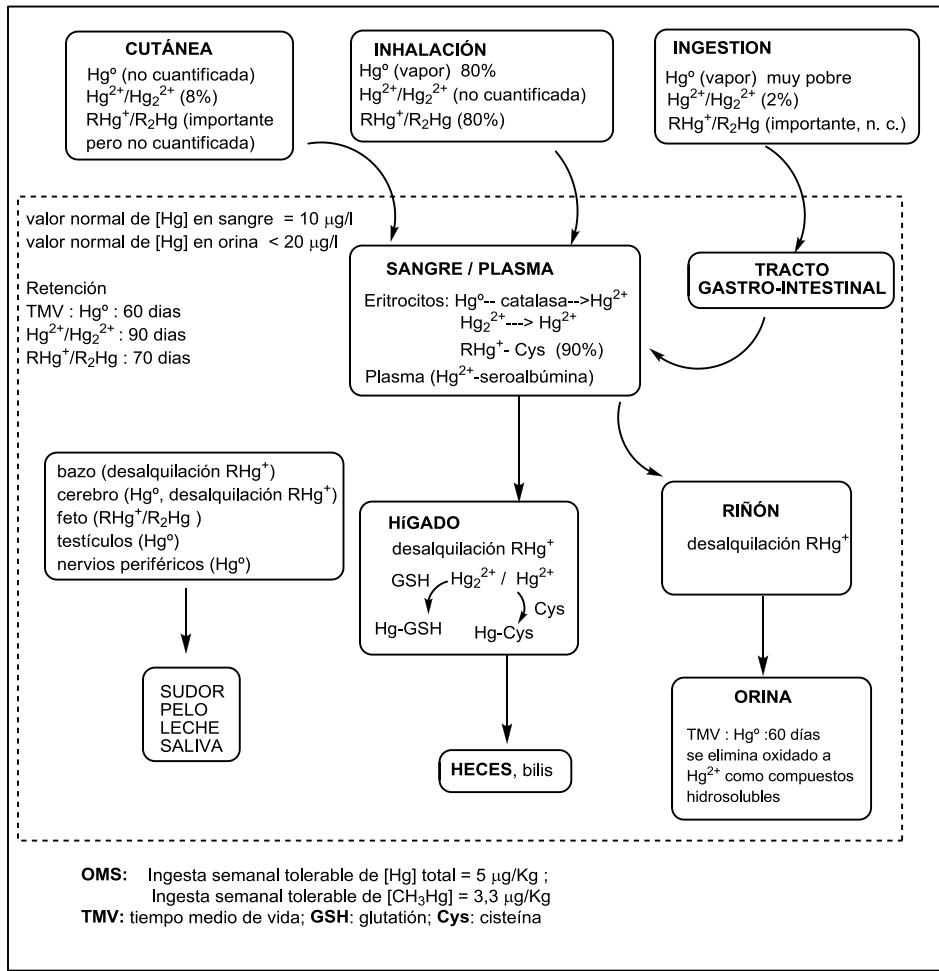 CUTÁNEA
Hgº (no cuantificada)
Hg²⁺/Hg₂²⁺ (8%)
RHg⁺/R₂Hg (importante
pero no cuantificada)
INHALACIÓN
Hgº (vapor) 80%
Hg²⁺/Hg₂²⁺ (no cuantificada)
RHg⁺/R₂Hg (80%)
INGESTION
Hgº (vapor) muy pobre
Hg²⁺/Hg₂²⁺ (2%)
RHg⁺/R₂Hg (importante, n. c.)
valor normal de [Hg] en sangre = 10 µg/l
valor normal de [Hg] en orina < 20 µg/l
Retención
TMV : Hgº : 60 dias
Hg²⁺/Hg₂²⁺ : 90 dias
RHg⁺/R₂Hg : 70 dias
SANGRE / PLASMA
Eritrocitos: Hgº-- catalasa-->Hg²⁺
Hg₂²⁺---> Hg²⁺
RHg⁺- Cys (90%)
Plasma (Hg²⁺-seroalbúmina)
TRACTO
GASTRO-INTESTINAL
bazo (desalquilación RHg⁺)
cerebro (Hgº, desalquilación RHg⁺)
feto (RHg⁺/R₂Hg )
testículos (Hgº)
nervios periféricos (Hgº)
HíGADO
desalquilación RHg⁺
GSH Hg₂²⁺ / Hg²⁺
Cys
Hg-GSH Hg-Cys
RIÑÓN
desalquilación RHg⁺
SUDOR
PELO
LECHE
SALIVA
HECES, bilis
ORINA
TMV : Hgº :60 días
se elimina oxidado a
Hg²⁺ como compuestos
hidrosolubles
OMS: Ingesta semanal tolerable de [Hg] total = 5 µg/Kg ;
Ingesta semanal tolerable de [CH₃Hg] = 3,3 µg/Kg
TMV: tiempo medio de vida; GSH: glutatión; Cys: cisteína